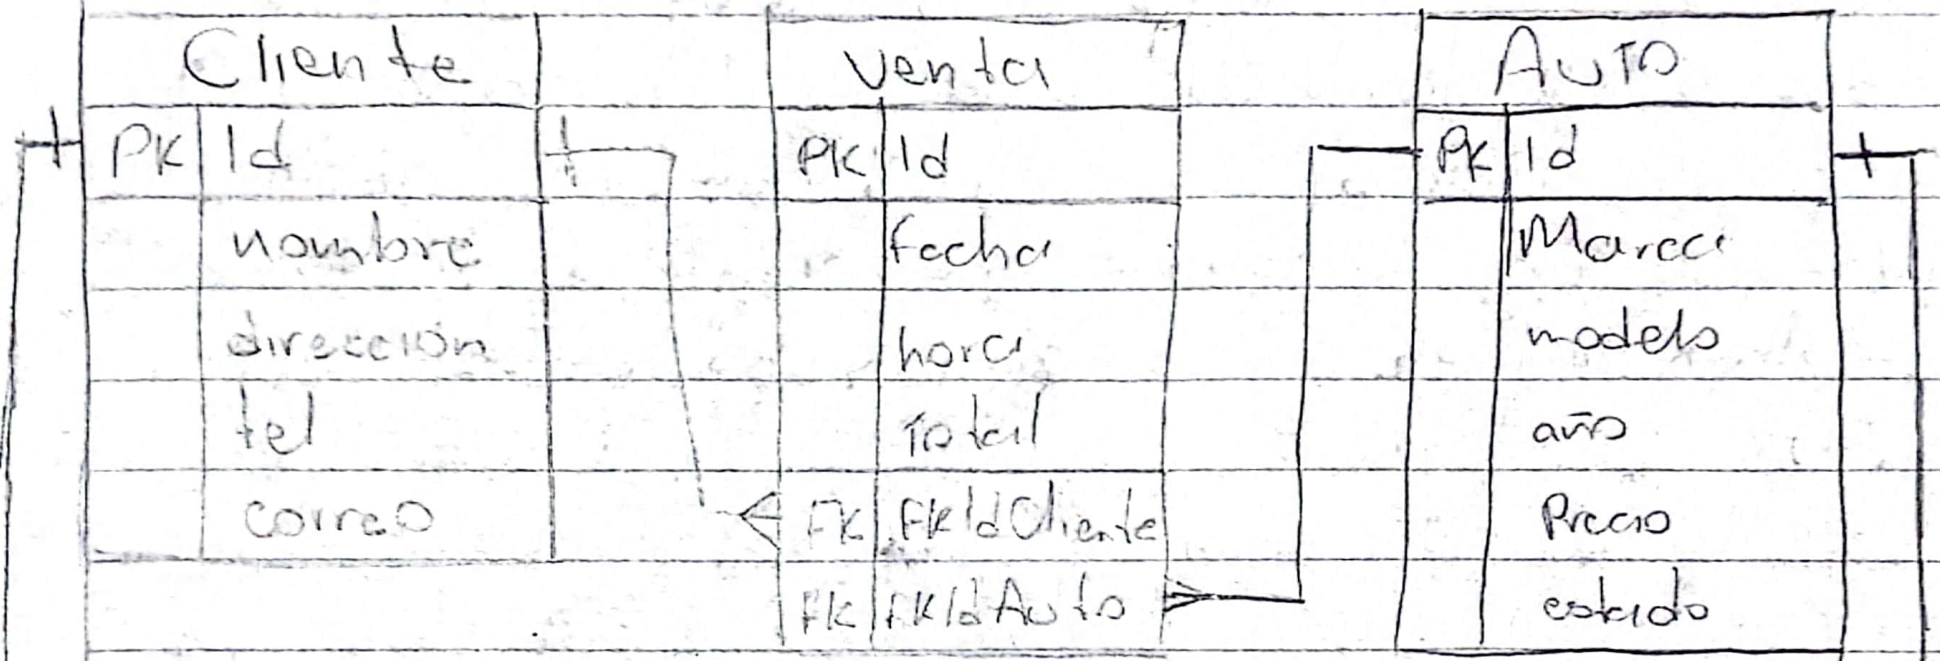 Cliente
PK Id
nombre
dirección
tel
correo
Venta
PK Id
fecha
hora
Total
FK FkIdCliente
FK FkIdAuto
Auto
PK Id
Marca
modelo
año
Precio
estado